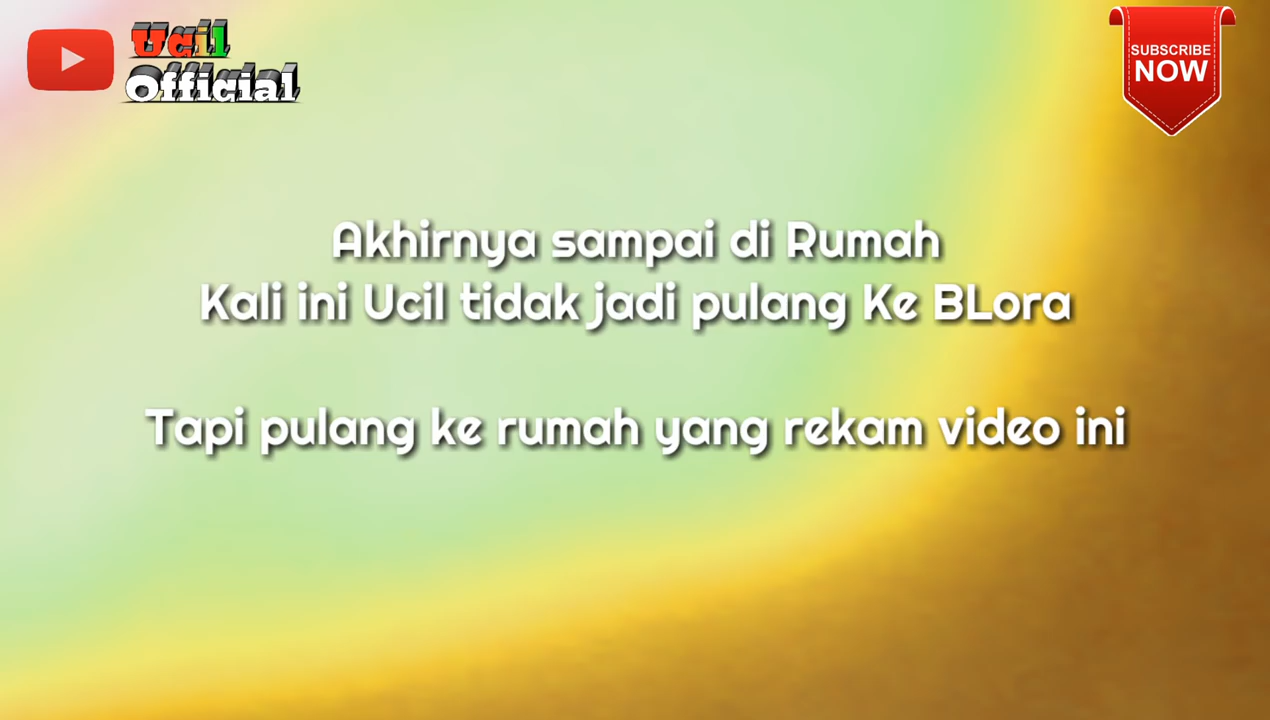 Ucil
Official
SUBSCRIBE
NOW
Akhirnya sampai di Rumah
Kali ini Ucil tidak jadi pulang Ke BLora
Tapi pulang ke rumah yang rekam video ini